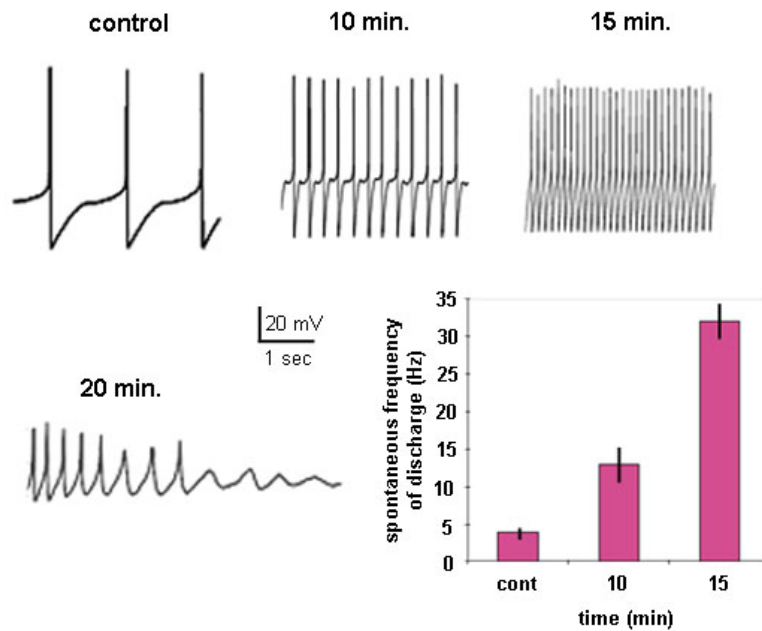 control
10 min.
15 min.
20 mV
1 sec
20 min.
spontaneous frequency
of discharge (Hz)
35
30
25
20
15
10
5
0
cont
10
15
time (min)